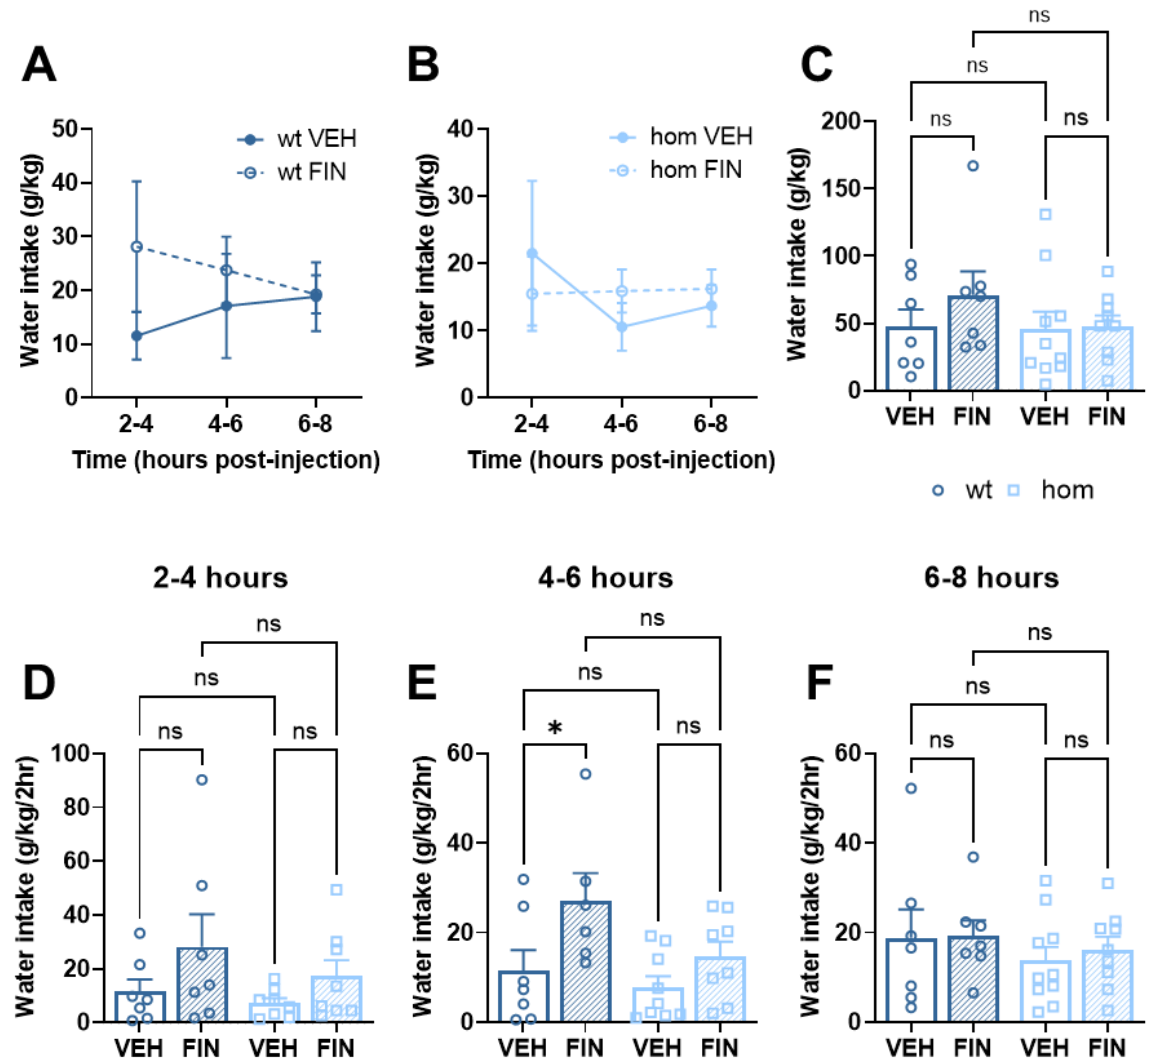 A
B
C
ns
ns
ns
ns
Water intake (g/kg)
50
40
30
20
10
0
wt VEH
wt FIN
2-4
4-6
6-8
Time (hours post-injection)
Water intake (g/kg)
40
30
20
10
0
hom VEH
hom FIN
2-4
4-6
6-8
Time (hours post-injection)
Water intake (g/kg)
200
150
100
50
0
VEH
FIN
VEH
FIN
wt
hom
2-4 hours
4-6 hours
6-8 hours
D
ns
ns
ns
ns
Water intake (g/kg/2hr)
100
80
60
40
20
0
VEH
FIN
VEH
FIN
E
ns
ns
*
ns
Water intake (g/kg/2hr)
60
40
20
0
VEH
FIN
VEH
FIN
F
ns
ns
ns
ns
Water intake (g/kg/2hr)
60
40
20
0
VEH
FIN
VEH
FIN